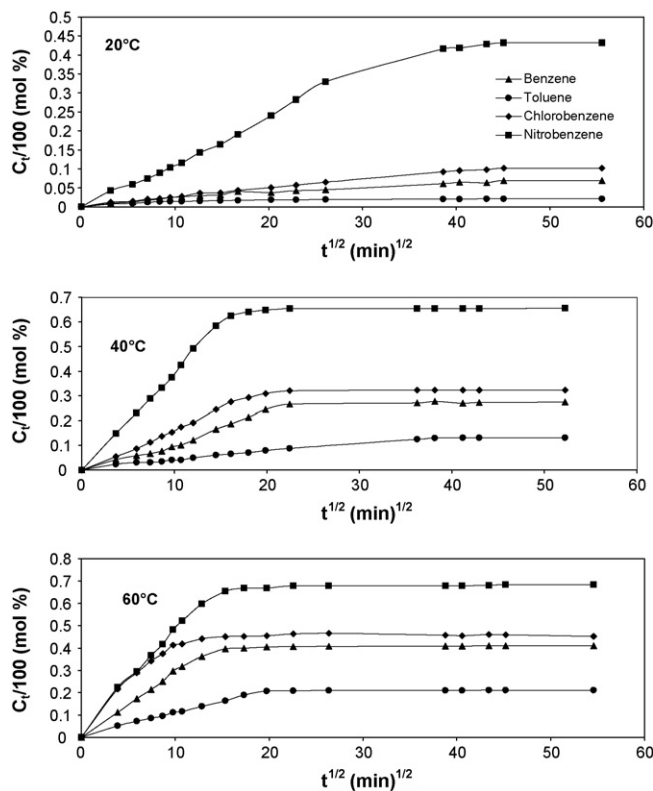 0.5
0.45
0.4
0.35
0.3
0.25
0.2
0.15
0.1
0.05
0
20°C
Benzene
Toluene
Chlorobenzene
Nitrobenzene
Cₜ/100 (mol %)
0 10 20 30 40 50 60
t^1/2 (min)^1/2
0.7
0.6
0.5
0.4
0.3
0.2
0.1
0
40°C
Cₜ/100 (mol %)
0 10 20 30 40 50 60
t^1/2 (min)^1/2
0.8
0.7
0.6
0.5
0.4
0.3
0.2
0.1
0
60°C
Cₜ/100 (mol %)
0 10 20 30 40 50 60
t^1/2 (min)^1/2